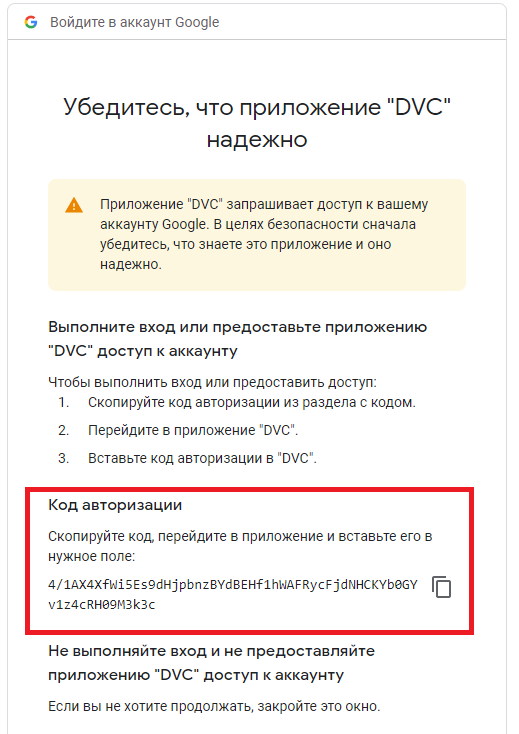 Войдите в аккаунт Google
Убедитесь, что приложение "DVC"
надежно
Приложение "DVC" запрашивает доступ к вашему
аккаунту Google. В целях безопасности сначала
убедитесь, что знаете это приложение и оно
надежно.
Выполните вход или предоставьте приложению
"DVC" доступ к аккаунту
Чтобы выполнить вход или предоставить доступ:
1. Скопируйте код авторизации из раздела с кодом.
2. Перейдите в приложение "DVC".
3. Вставьте код авторизации в "DVC".
Код авторизации
Скопируйте код, перейдите в приложение и вставьте его в
нужное поле:
4/1AX4XfWi5Es9dHjpbnzBYdBEHf1hWAFRycFjdNHCKYb0GY
v1z4cRH09M3k3c
Не выполняйте вход и не предоставляйте
приложению "DVC" доступ к аккаунту
Если вы не хотите продолжать, закройте это окно.